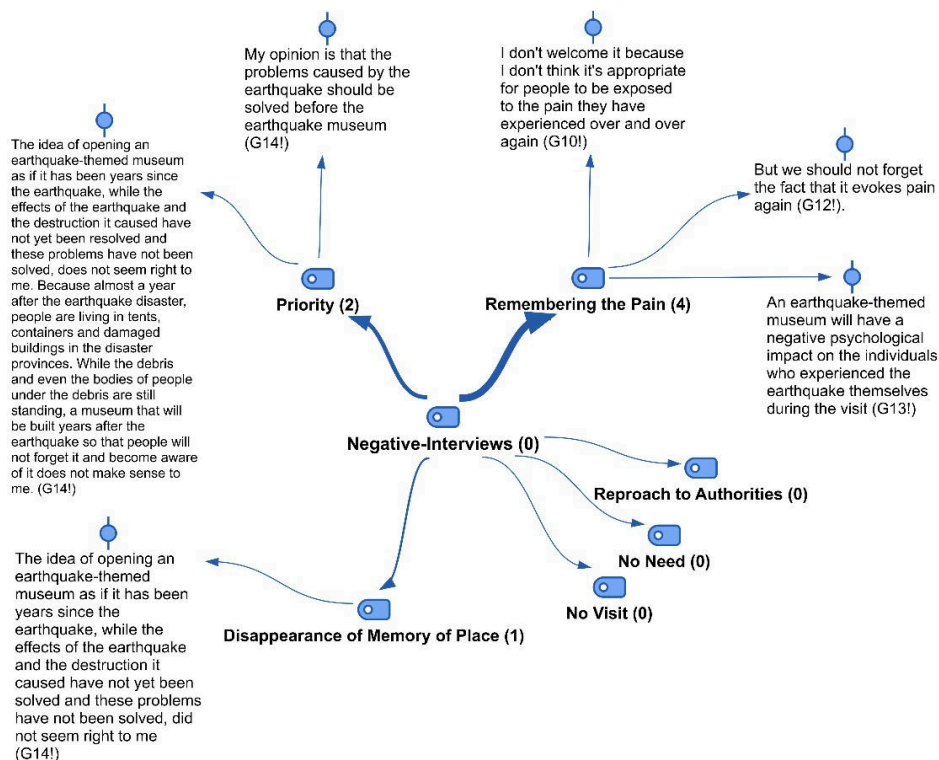 My opinion is that the
problems caused by the
earthquake should be
solved before the
earthquake museum
(G14!)
I don't welcome it because
I don't think it's appropriate
for people to be exposed
to the pain they have
experienced over and over
again (G10!)
The idea of opening an
earthquake-themed museum
as if it has been years since
the earthquake, while the
effects of the earthquake and
the destruction it caused have
not yet been resolved and
these problems have not been
solved, does not seem right to
me. Because almost a year
after the earthquake disaster,
people are living in tents,
containers and damaged
buildings in the disaster
provinces. While the debris
and even the bodies of people
under the debris are still
standing, a museum that will
be built years after the
earthquake so that people will
not forget it and become aware
of it does not make sense to
me. (G14!)
But we should not forget
the fact that it evokes pain
again (G12!).
Priority (2)
Remembering the Pain (4)
An earthquake-themed
museum will have a
negative psychological
impact on the individuals
who experienced the
earthquake themselves
during the visit (G13!)
Negative-Interviews (0)
Reproach to Authorities (0)
No Need (0)
No Visit (0)
Disappearance of Memory of Place (1)
The idea of opening an
earthquake-themed
museum as if it has been
years since the
earthquake, while the
effects of the earthquake
and the destruction it
caused have not yet been
solved and these problems
have not been solved, did
not seem right to me
(G14!)